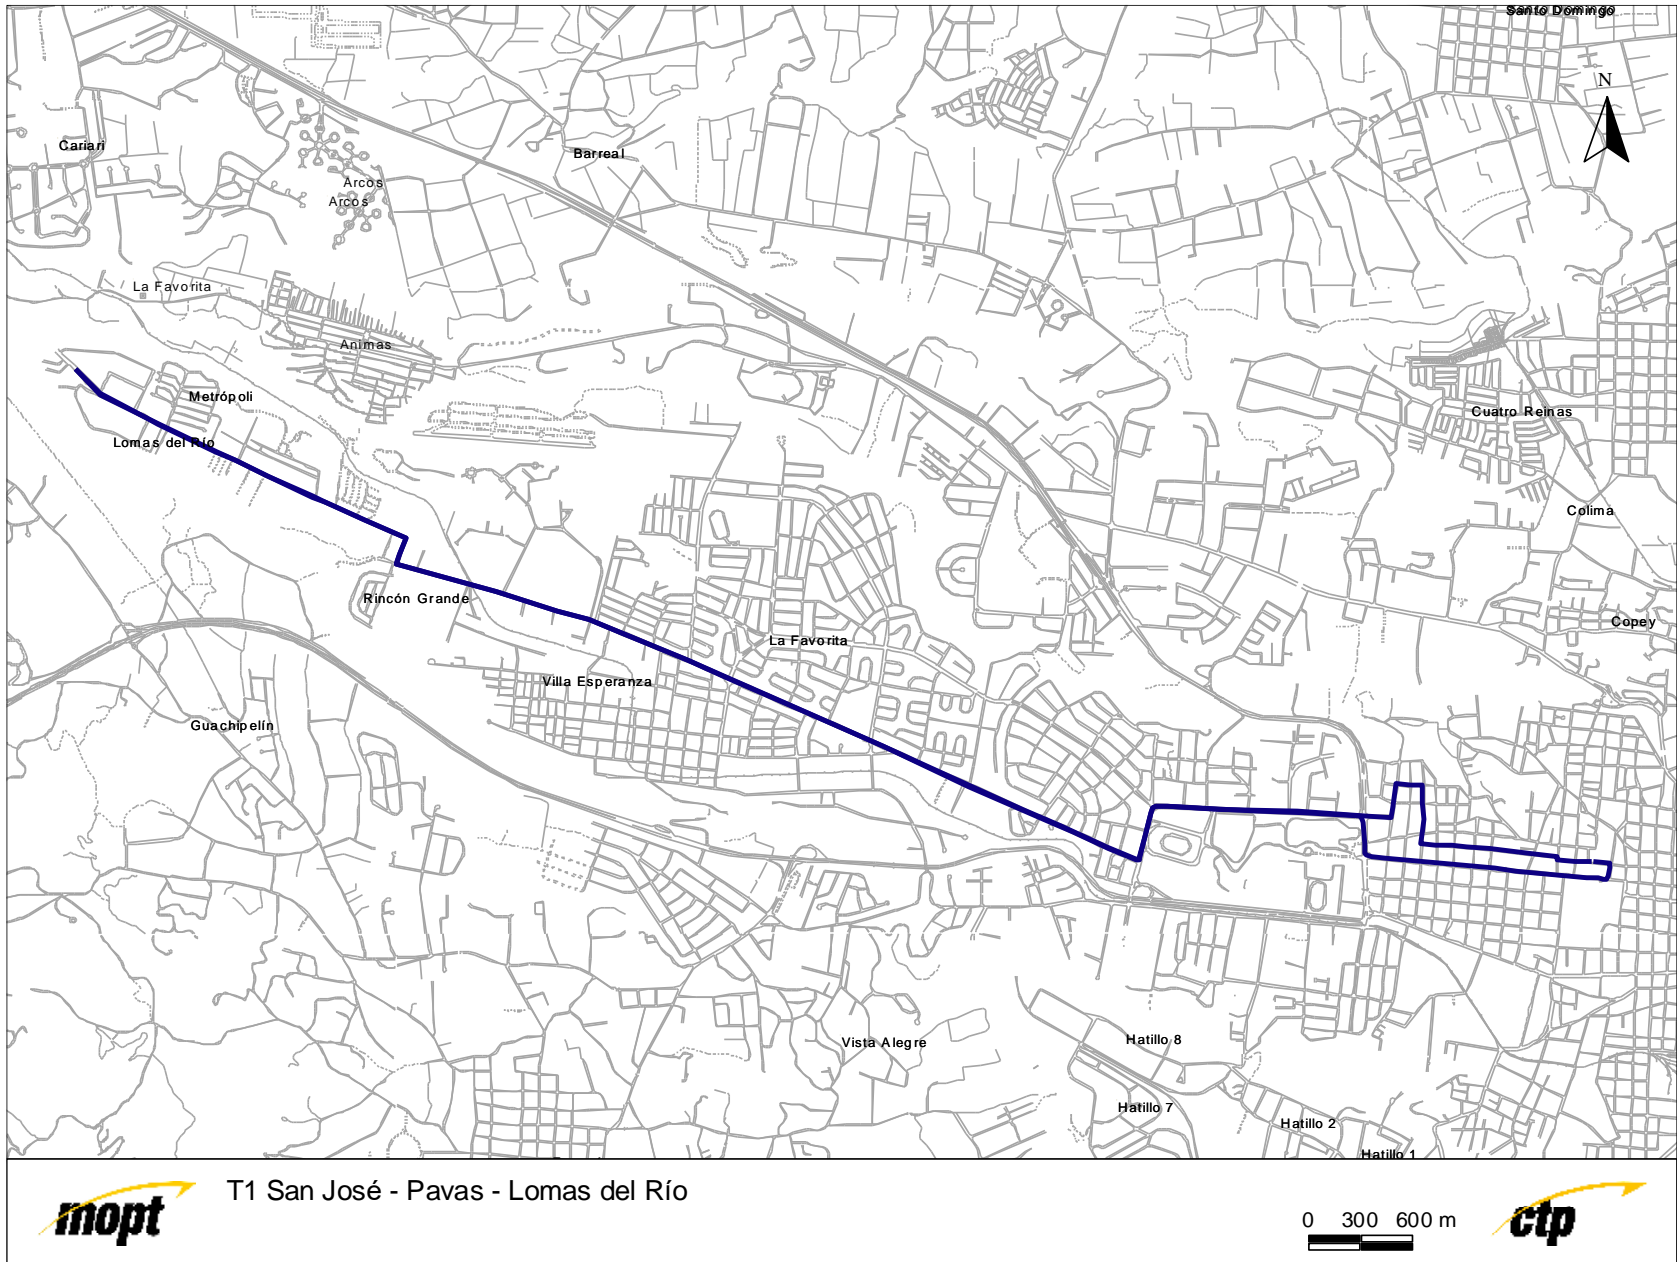 Santo Domingo
N
Cariari
Barreal
Arcos
Arcos
La Favorita
Animas
Metrópoli
Cuatro Reinas
Lomas del Río
Colima
Rincón Grande
Copey
La Favorita
Villa Esperanza
Guachipelín
Vista Alegre
Hatillo 8
Hatillo 7
Hatillo 2
Hatillo 1
mopt
T1 San José - Pavas - Lomas del Río
0 300 600 m
ctp